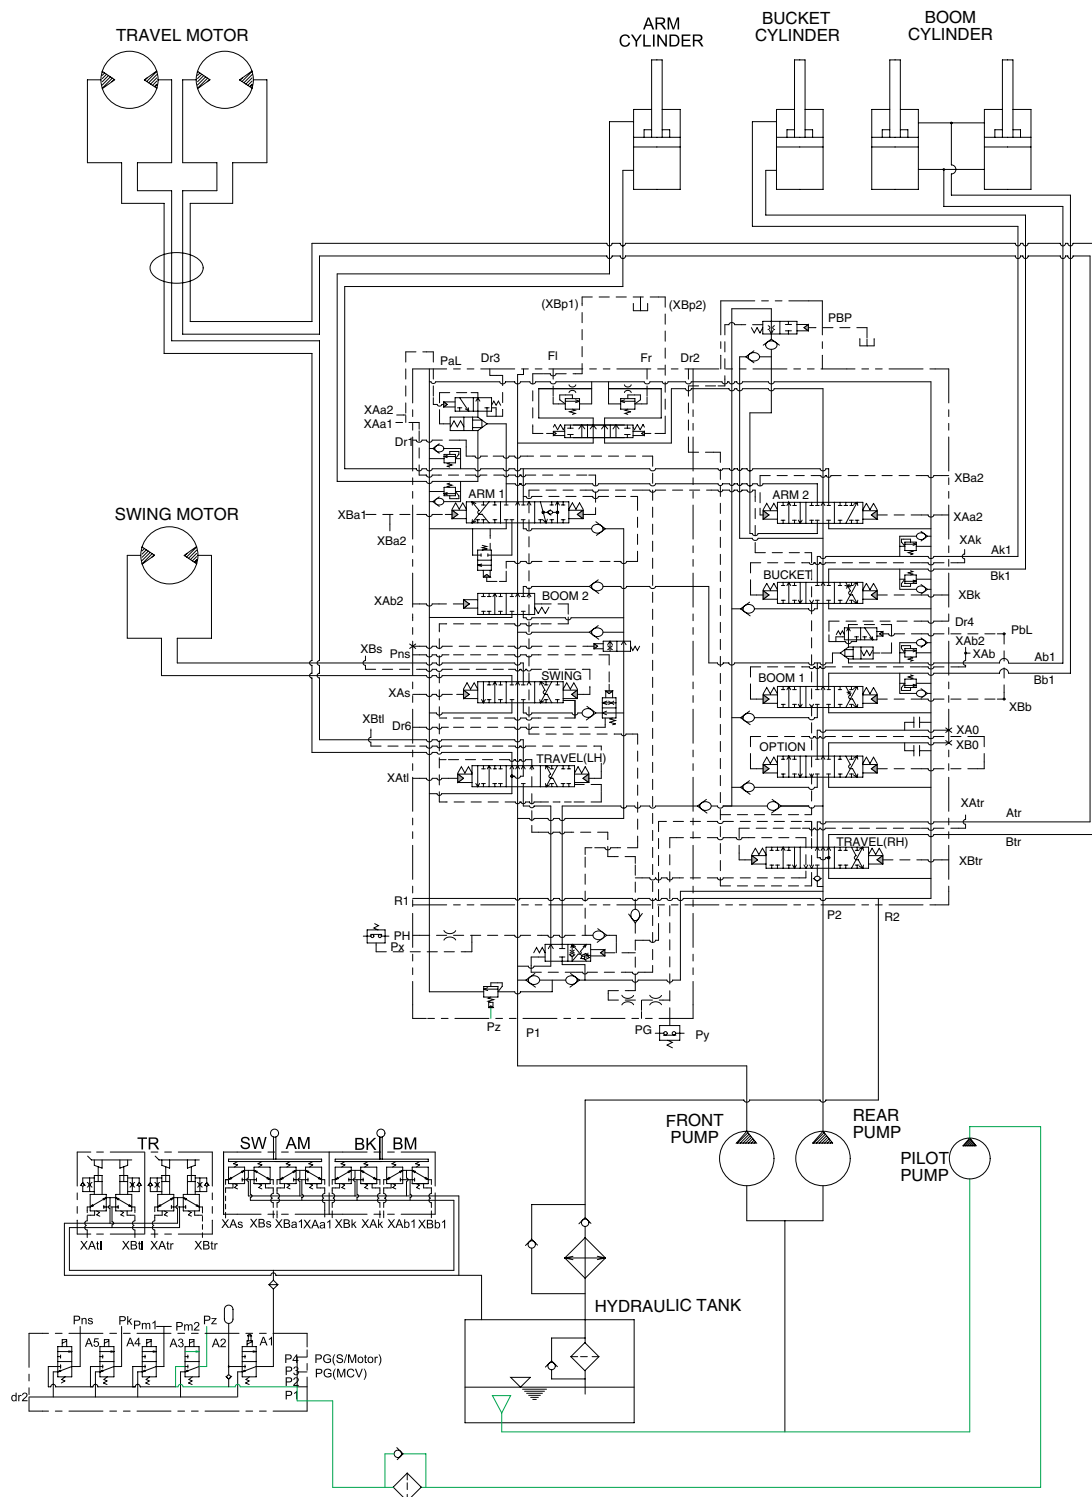 ARM
CYLINDER
BUCKET
CYLINDER
BOOM
CYLINDER
TRAVEL MOTOR
(XBp1)
(XBp2)
PBP
PaL
Dr3
Fl
Fr
Dr2
XAa2
XAa1
Dr1
XBa2
ARM 1
ARM 2
SWING MOTOR
XBa1
XBa2
XAa2
XAk
Ak1
BUCKET
Bk1
XAb2
BOOM 2
XBk
Dr4
PbL
XBs
Pns
XAb2
XAb
Ab1
SWING
BOOM 1
Bb1
XAs
XBb
XBtl
Dr6
XA0
XB0
OPTION
TRAVEL(LH)
XAtl
XAtr
Atr
TRAVEL(RH)
Btr
XBtr
R1
P2
R2
PH
Px
Pz
P1
PG
Py
FRONT
PUMP
REAR
PUMP
PILOT
PUMP
TR
SW
AM
BK
BM
XAs
XBs
XBa1
XAa1
XBk
XAk
XAb1
XBb1
XAtl
XBtl
XAtr
XBtr
HYDRAULIC TANK
Pns
Pk
Pm1
Pm2
Pz
A5
A4
A3
A2
A1
P4
PG(S/Motor)
P3
PG(MCV)
P2
P1
dr2